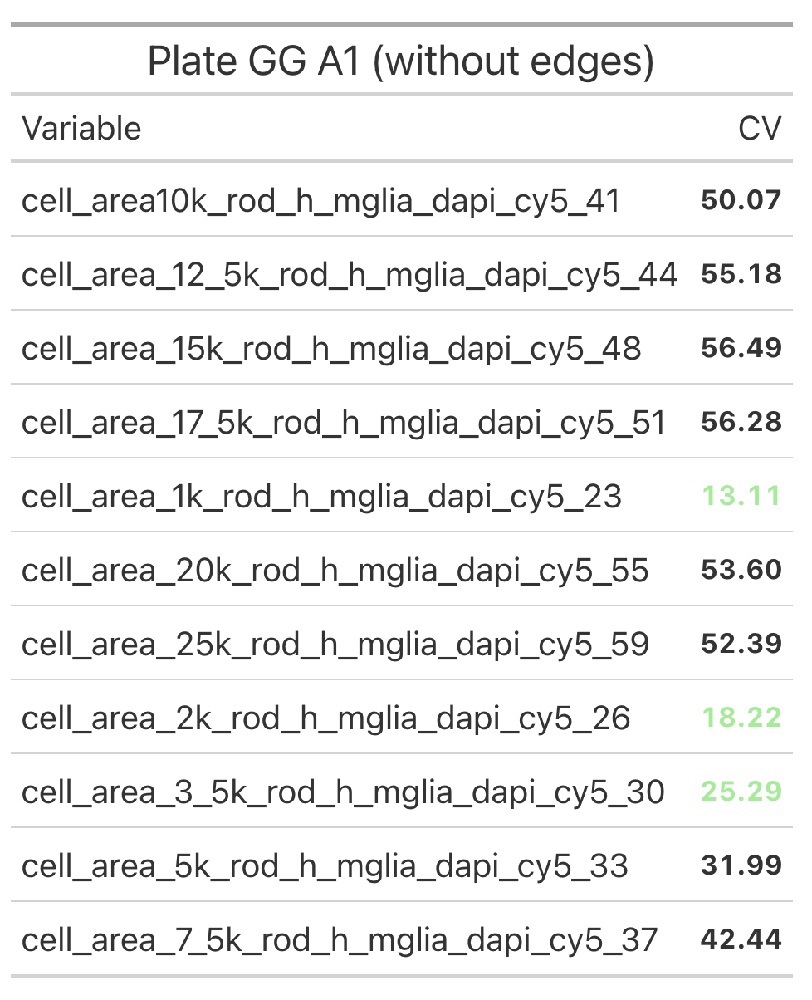 Plate GG A1 (without edges)
Variable CV
cell_area10k_rod_h_mglia_dapi_cy5_41 50.07
cell_area_12_5k_rod_h_mglia_dapi_cy5_44 55.18
cell_area_15k_rod_h_mglia_dapi_cy5_48 56.49
cell_area_17_5k_rod_h_mglia_dapi_cy5_51 56.28
cell_area_1k_rod_h_mglia_dapi_cy5_23 13.11
cell_area_20k_rod_h_mglia_dapi_cy5_55 53.60
cell_area_25k_rod_h_mglia_dapi_cy5_59 52.39
cell_area_2k_rod_h_mglia_dapi_cy5_26 18.22
cell_area_3_5k_rod_h_mglia_dapi_cy5_30 25.29
cell_area_5k_rod_h_mglia_dapi_cy5_33 31.99
cell_area_7_5k_rod_h_mglia_dapi_cy5_37 42.44